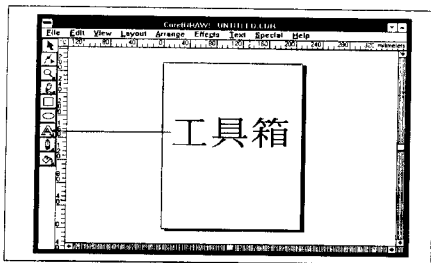 CorelDRAW! - UNTITLED.CDR
File Edit View Layout Arrange Effects Text Special Help
工具箱